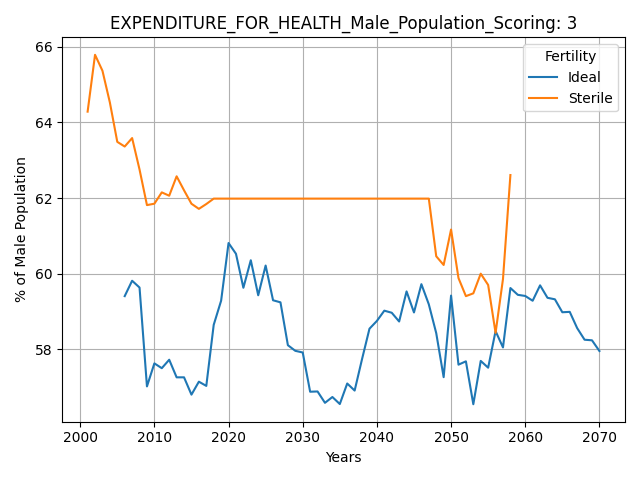 EXPENDITURE_FOR_HEALTH_Male_Population_Scoring: 3
Fertility
Ideal
Sterile
% of Male Population
66
64
62
60
58
2000 2010 2020 2030 2040 2050 2060 2070
Years